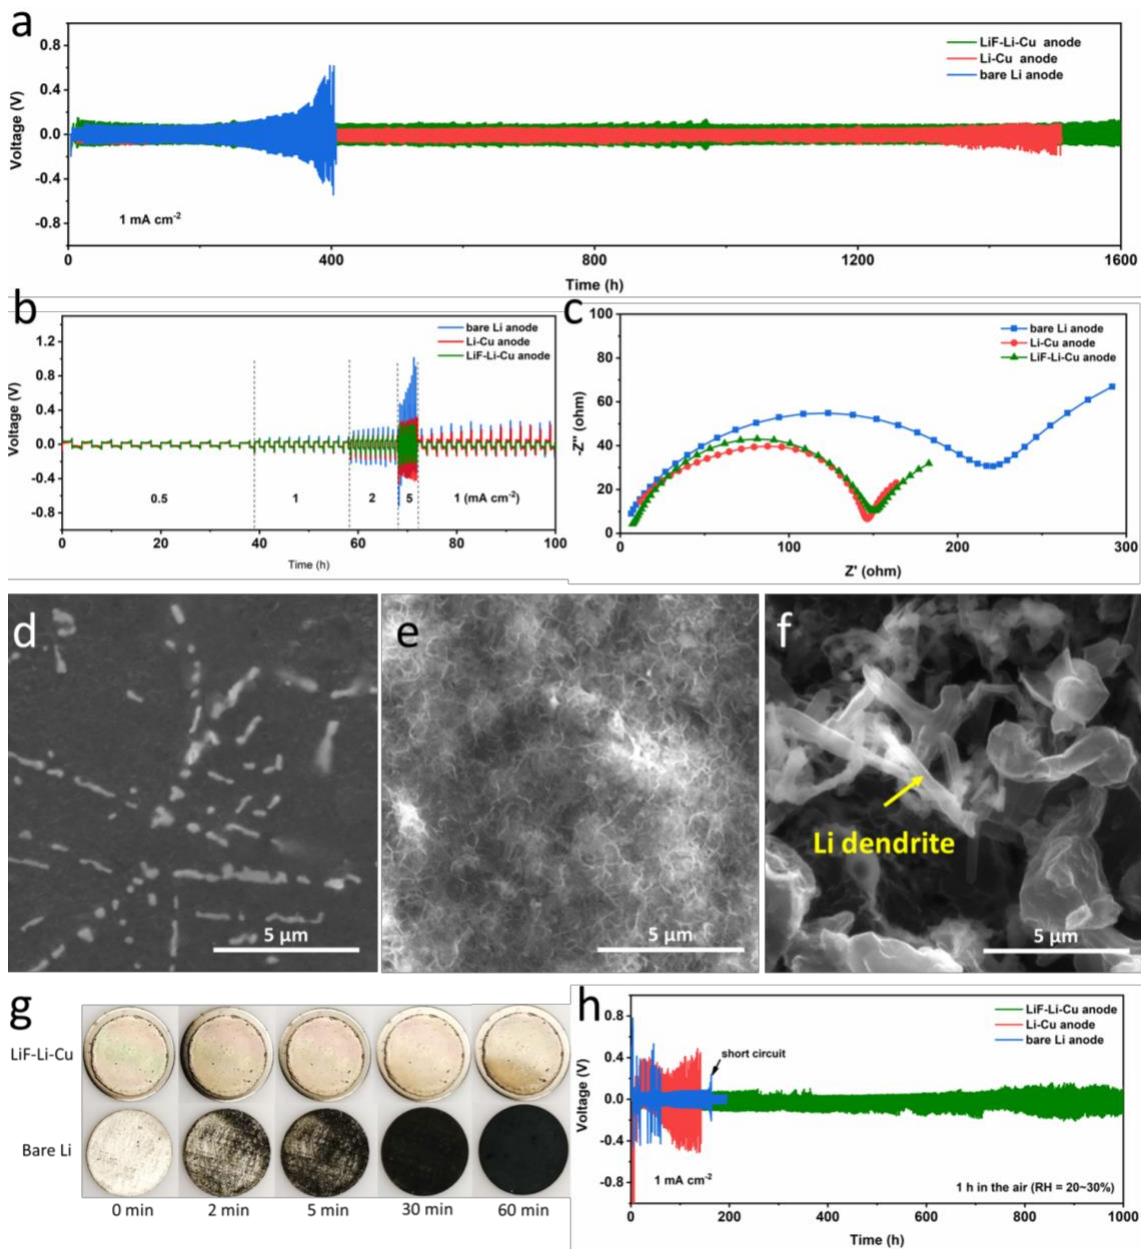 a
0.8
0.4
0.0
-0.4
-0.8
Voltage (V)
LiF-Li-Cu anode
Li-Cu anode
bare Li anode
1 mA cm⁻²
0 400 800 1200 1600
Time (h)
b
1.2
0.8
0.4
0.0
-0.4
-0.8
Voltage (V)
bare Li anode
Li-Cu anode
LiF-Li-Cu anode
0.5 1 2 5 1 (mA cm⁻²)
0 20 40 60 80 100
Time (h)
c
100
80
60
40
20
0
-Z'' (ohm)
bare Li anode
Li-Cu anode
LiF-Li-Cu anode
0 100 200 300
Z' (ohm)
d
5 μm
e
5 μm
f
Li dendrite
5 μm
g
LiF-Li-Cu
Bare Li
0 min 2 min 5 min 30 min 60 min
h
0.8
0.4
0.0
-0.4
-0.8
Voltage (V)
LiF-Li-Cu anode
Li-Cu anode
bare Li anode
short circuit
1 mA cm⁻²
1 h in the air (RH = 20~30%)
0 200 400 600 800 1000
Time (h)